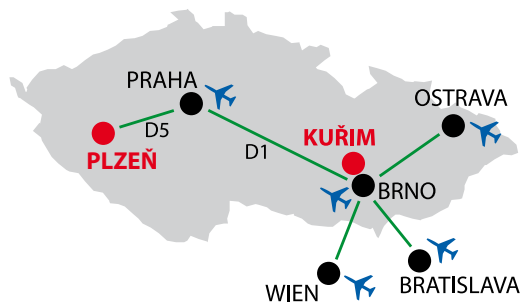 PRAHA
OSTRAVA
D5
KUŘIM
D1
PLZEŇ
BRNO
BRATISLAVA
WIEN